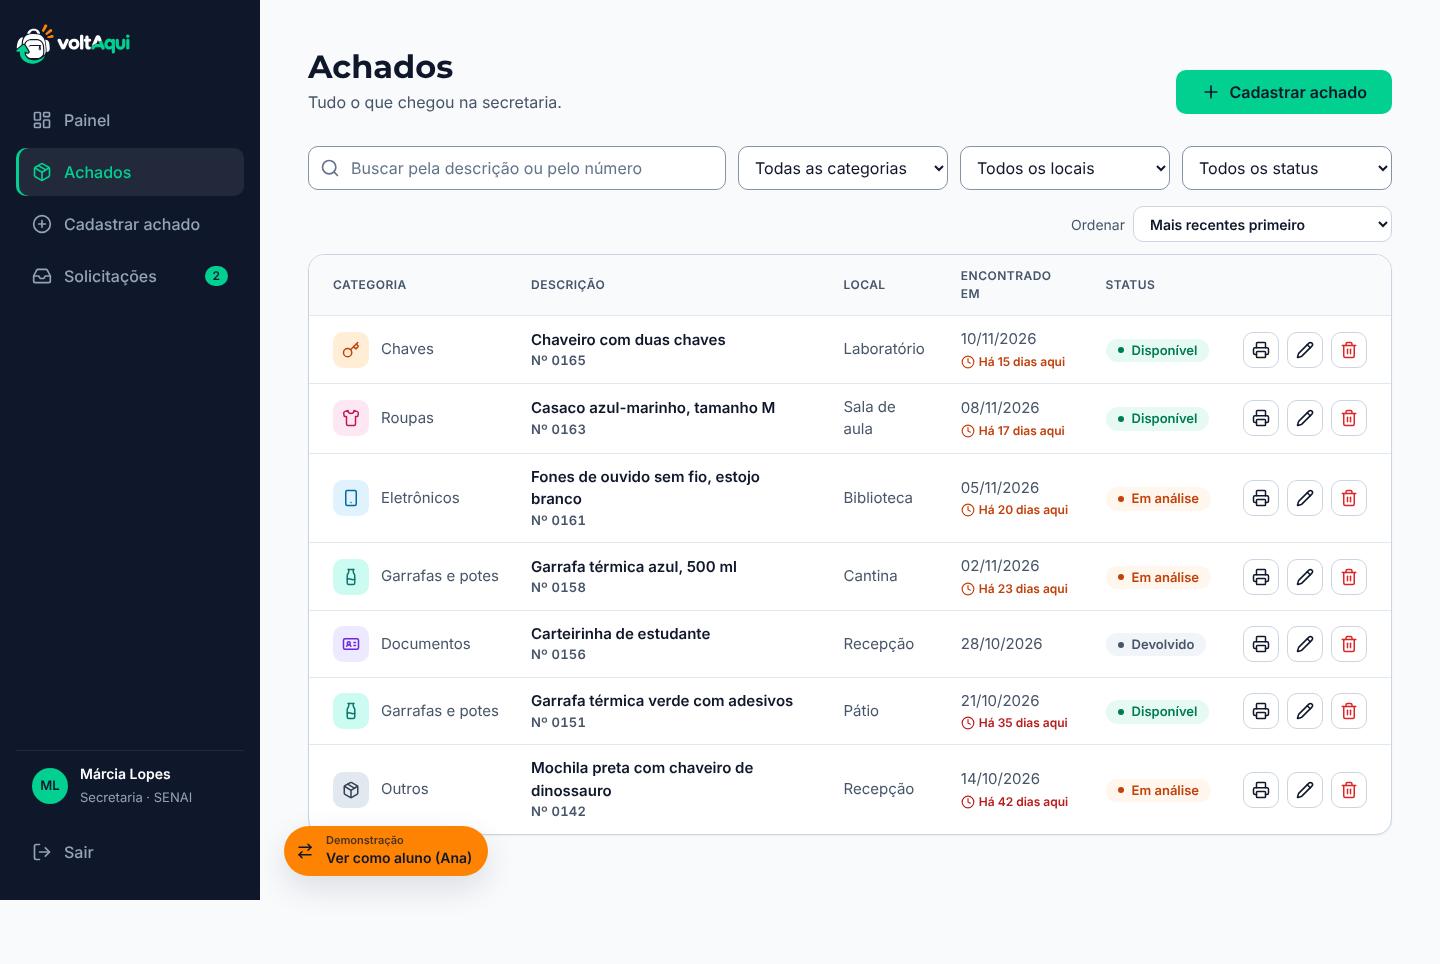 voltAqui
Painel
Achados
Cadastrar achado
Solicitações 2
ML
Márcia Lopes
Secretaria · SENAI
Sair
Achados
Tudo o que chegou na secretaria.
Cadastrar achado
Buscar pela descrição ou pelo número
Todas as categorias
Todos os locais
Todos os status
Ordenar
Mais recentes primeiro
CATEGORIA DESCRIÇÃO LOCAL ENCONTRADO EM STATUS
Chaves
Chaveiro com duas chaves
Nº 0165
Laboratório
10/11/2026
Há 15 dias aqui
Disponível
Roupas
Casaco azul-marinho, tamanho M
Nº 0163
Sala de
aula
08/11/2026
Há 17 dias aqui
Disponível
Eletrônicos
Fones de ouvido sem fio, estojo
branco
Nº 0161
Biblioteca
05/11/2026
Há 20 dias aqui
Em análise
Garrafas e potes
Garrafa térmica azul, 500 ml
Nº 0158
Cantina
02/11/2026
Há 23 dias aqui
Em análise
Documentos
Carteirinha de estudante
Nº 0156
Recepção
28/10/2026
Devolvido
Garrafas e potes
Garrafa térmica verde com adesivos
Nº 0151
Pátio
21/10/2026
Há 35 dias aqui
Disponível
Outros
Mochila preta com chaveiro de
dinossauro
Nº 0142
Recepção
14/10/2026
Há 42 dias aqui
Em análise
Demonstração
Ver como aluno (Ana)